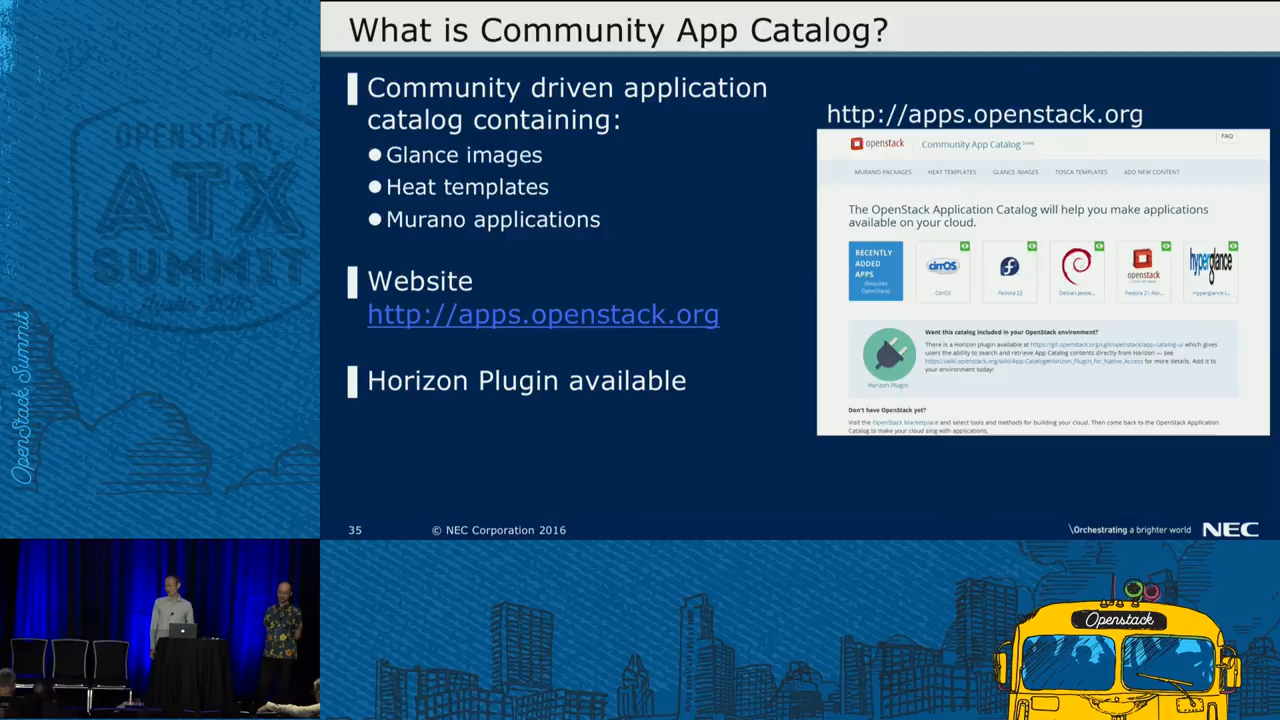 What is Community App Catalog?
Community driven application
catalog containing:
Glance images
Heat templates
Murano applications
Website
http://apps.openstack.org
Horizon Plugin available
http://apps.openstack.org
openstack
Community App Catalog
FAQ
MURANO PACKAGES
HEAT TEMPLATES
GLANCE IMAGES
TOSCA TEMPLATES
ADD NEW CONTENT
The OpenStack Application Catalog will help you make applications
available on your cloud.
RECENTLY
ADDED
APPS
(Requires
OpenStack)
cirrOS
CirrOS
Fedora 23
Debian Jessie...
openstack
Fedora 21 Ato...
hyperglance
Hyperglance (...
Want this catalog included in your OpenStack environment?
There is a Horizon plugin available at https://git.openstack.org/cgit/openstack/app-catalog-ui which gives
users the ability to search and retrieve App Catalog contents directly from Horizon — see
https://wiki.openstack.org/wiki/App-Catalog#Horizon_Plugin_for_Native_Access for more details. Add it to
your environment today!
Horizon Plugin
Don't have OpenStack yet?
Visit the OpenStack Marketplace and select tools and methods for building your cloud. Then come back to the OpenStack Application
Catalog to make your cloud sing with applications.
35
© NEC Corporation 2016
\Orchestrating a brighter world
NEC
OPENSTACK
ATX
SUMMIT
OpenStack Summit
Openstack